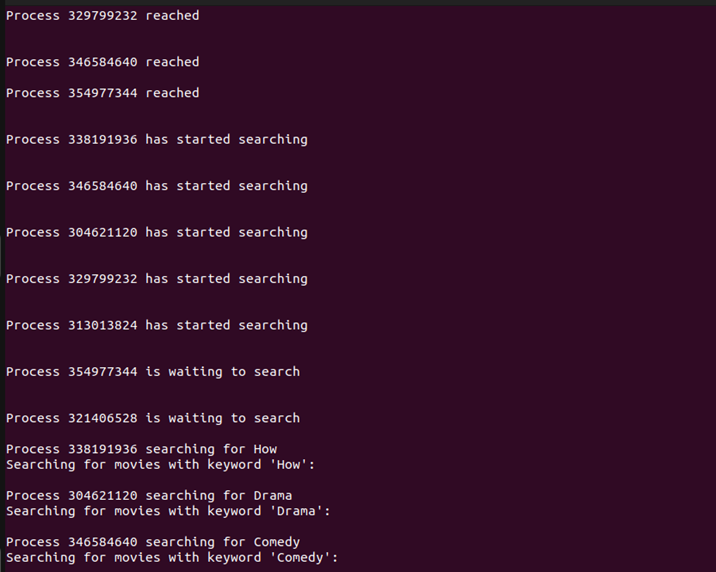 Process 329799232 reached
Process 346584640 reached
Process 354977344 reached
Process 338191936 has started searching
Process 346584640 has started searching
Process 304621120 has started searching
Process 329799232 has started searching
Process 313013824 has started searching
Process 354977344 is waiting to search
Process 321406528 is waiting to search
Process 338191936 searching for How
Searching for movies with keyword 'How':
Process 304621120 searching for Drama
Searching for movies with keyword 'Drama':
Process 346584640 searching for Comedy
Searching for movies with keyword 'Comedy':